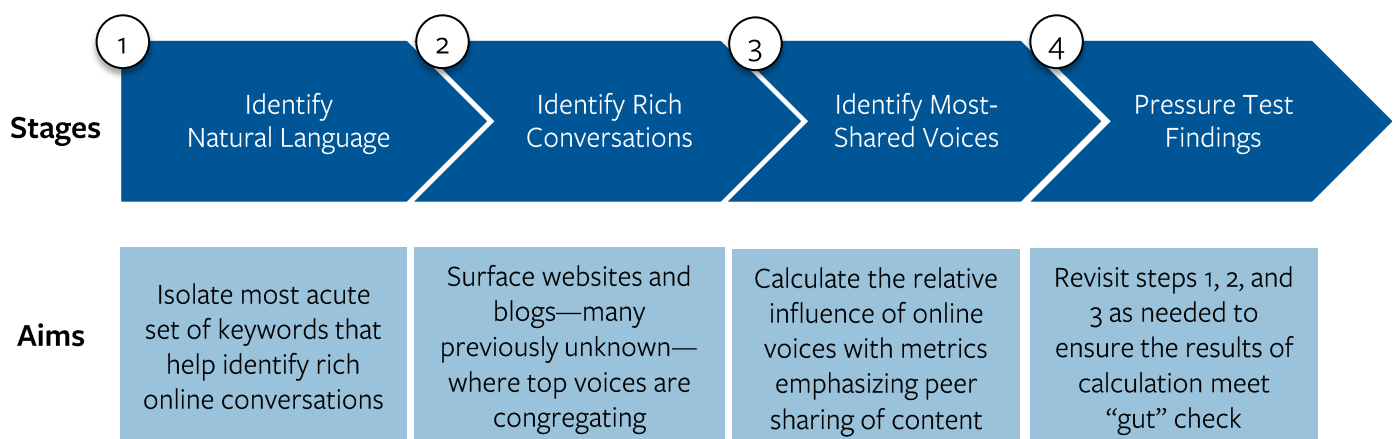 1
2
3
4
Stages
Identify
Natural Language
Identify Rich
Conversations
Identify Most-
Shared Voices
Pressure Test
Findings
Aims
Isolate most acute
set of keywords that
help identify rich
online conversations
Surface websites and
blogs—many
previously unknown—
where top voices are
congregating
Calculate the relative
influence of online
voices with metrics
emphasizing peer
sharing of content
Revisit steps 1, 2, and
3 as needed to
ensure the results of
calculation meet
“gut” check